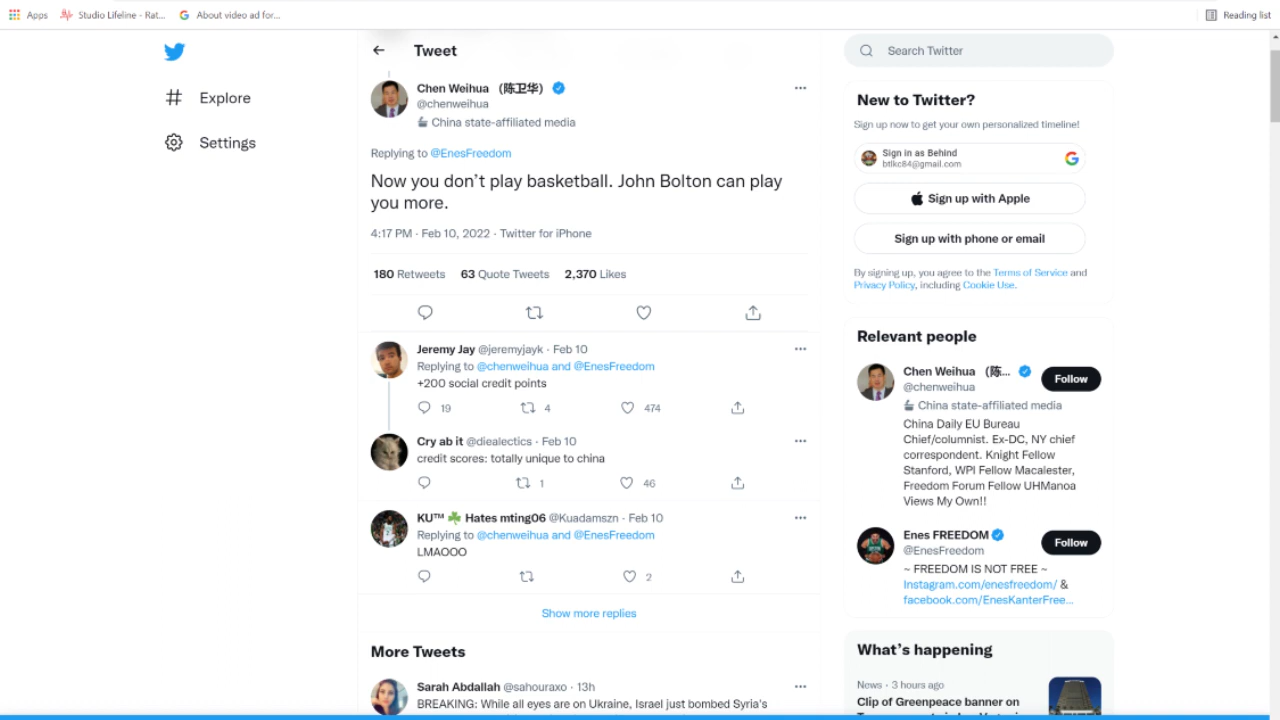 Apps
Studio Lifeline - Rat...
About video ad for...
Reading list
Explore
Settings
Tweet
Chen Weihua （陈卫华）
@chenweihua
China state-affiliated media
Replying to @EnesFreedom
Now you don’t play basketball. John Bolton can play
you more.
4:17 PM · Feb 10, 2022 · Twitter for iPhone
180 Retweets 63 Quote Tweets 2,370 Likes
Jeremy Jay @jeremyjayk · Feb 10
Replying to @chenweihua and @EnesFreedom
+200 social credit points
19 4 474
Cry ab it @diealectics · Feb 10
credit scores: totally unique to china
1 46
KU™ ☘ Hates mting06 @Kuadamszn · Feb 10
Replying to @chenweihua and @EnesFreedom
LMAOOO
2
Show more replies
More Tweets
Sarah Abdallah @sahouraxo · 13h
BREAKING: While all eyes are on Ukraine, Israel just bombed Syria's
Search Twitter
New to Twitter?
Sign up now to get your own personalized timeline!
Sign in as Behind
btlkc84@gmail.com
Sign up with Apple
Sign up with phone or email
By signing up, you agree to the Terms of Service and
Privacy Policy, including Cookie Use.
Relevant people
Chen Weihua （陈...
@chenweihua
Follow
China state-affiliated media
China Daily EU Bureau
Chief/columnist. Ex-DC, NY chief
correspondent. Knight Fellow
Stanford, WPI Fellow Macalester,
Freedom Forum Fellow UHManoa
Views My Own!!
Enes FREEDOM
@EnesFreedom
Follow
~ FREEDOM IS NOT FREE ~
Instagram.com/enesfreedom/ &
facebook.com/EnesKanterFree...
What’s happening
News · 3 hours ago
Clip of Greenpeace banner on